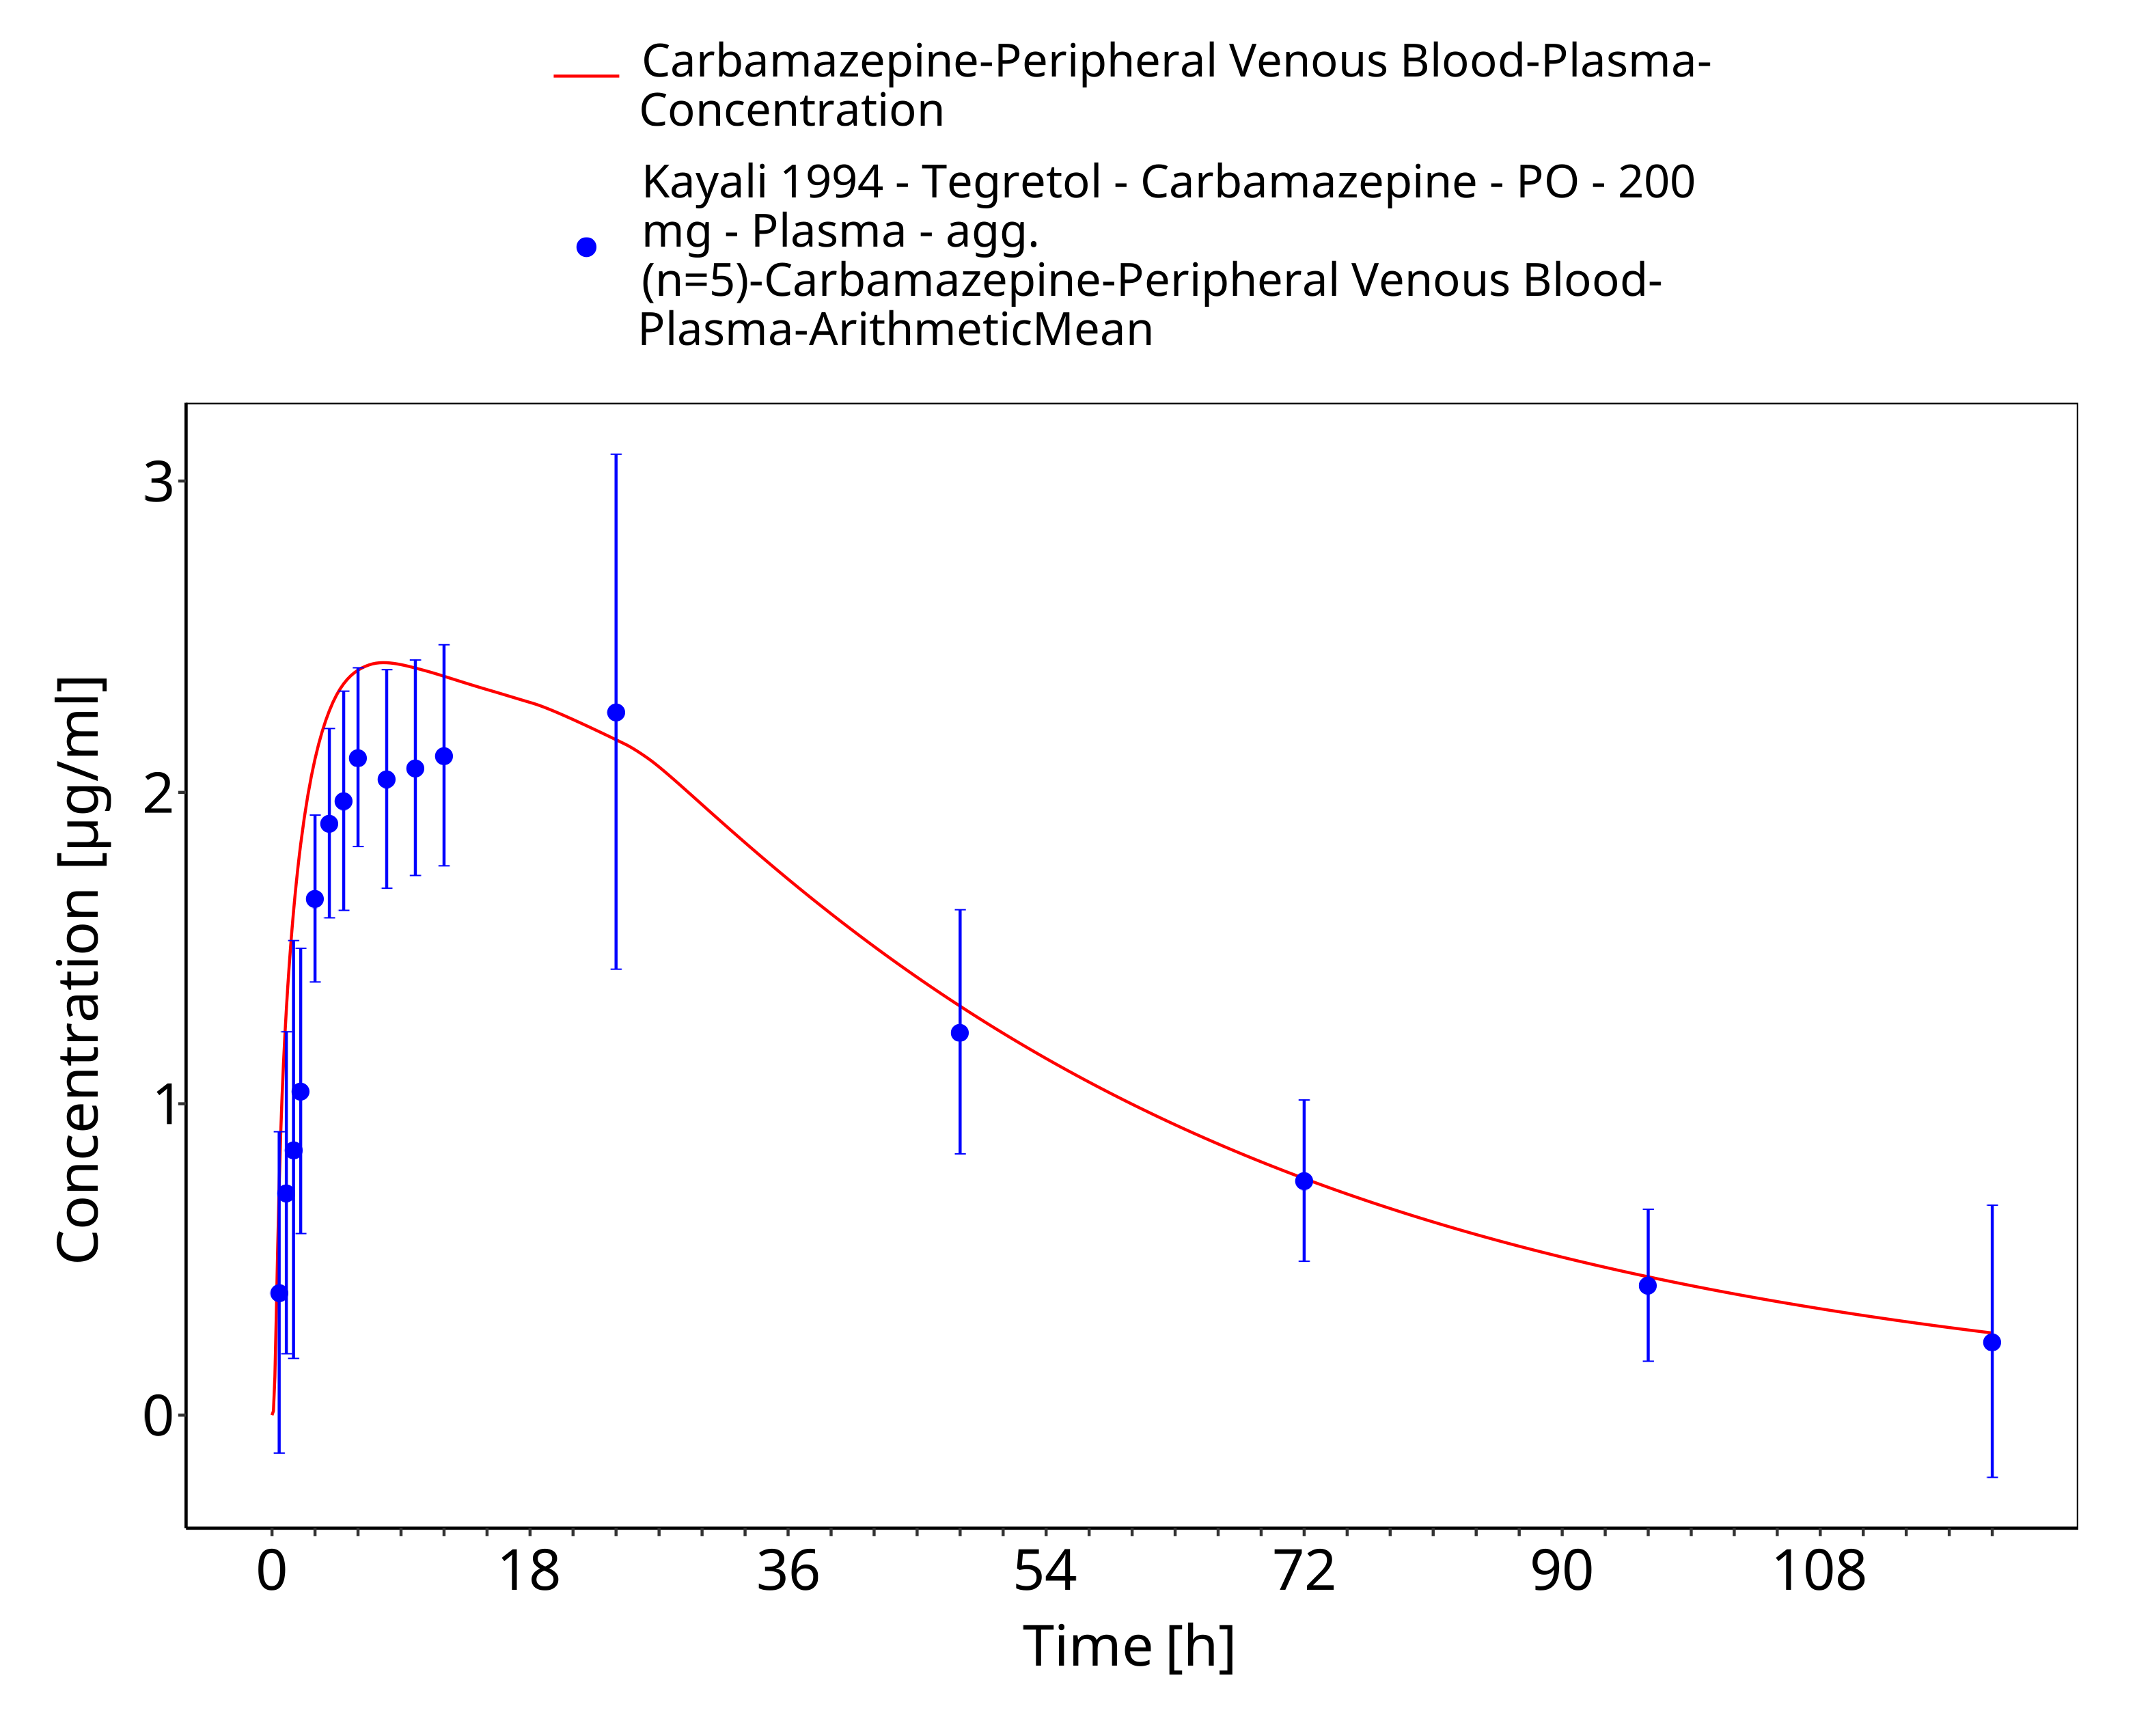 Carbamazepine-Peripheral Venous Blood-Plasma-
Concentration
Kayali 1994 - Tegretol - Carbamazepine - PO - 200
mg - Plasma - agg.
(n=5)-Carbamazepine-Peripheral Venous Blood-
Plasma-ArithmeticMean
3
2
1
0
Concentration [µg/ml]
0 18 36 54 72 90 108
Time [h]